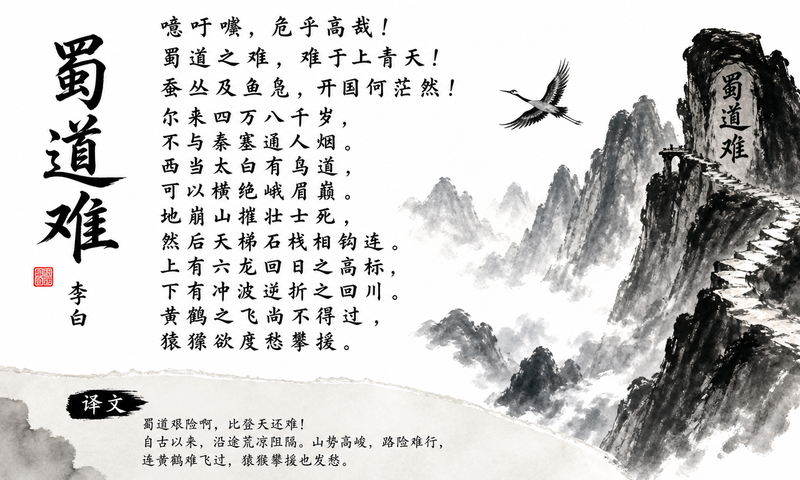 蜀道难
李白
噫吁嚱，危乎高哉！
蜀道之难，难于上青天！
蚕丛及鱼凫，开国何茫然！
尔来四万八千岁，
不与秦塞通人烟。
西当太白有鸟道，
可以横绝峨眉巅。
地崩山摧壮士死，
然后天梯石栈相钩连。
上有六龙回日之高标，
下有冲波逆折之回川。
黄鹤之飞尚不得过，
猿猱欲度愁攀援。
蜀道难
译文
蜀道艰险啊，比登天还难！
自古以来，沿途荒凉阻隔。山势高峻，路险难行，
连黄鹤难飞过，猿猴攀援也发愁。